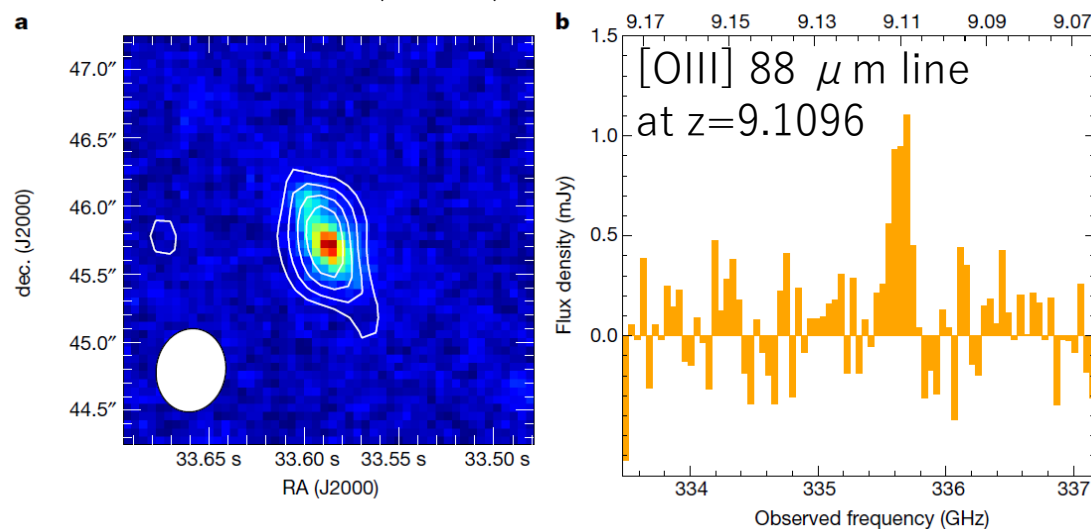 a
47.0″
46.5″
46.0″
45.5″
45.0″
44.5″
dec. (J2000)
33.65 s 33.60 s 33.55 s 33.50 s
RA (J2000)
b
9.17 9.15 9.13 9.11 9.09 9.07
[OIII] 88 μm line
at z=9.1096
1.5
1.0
0.5
0.0
Flux density (mJy)
334 335 336 337
Observed frequency (GHz)